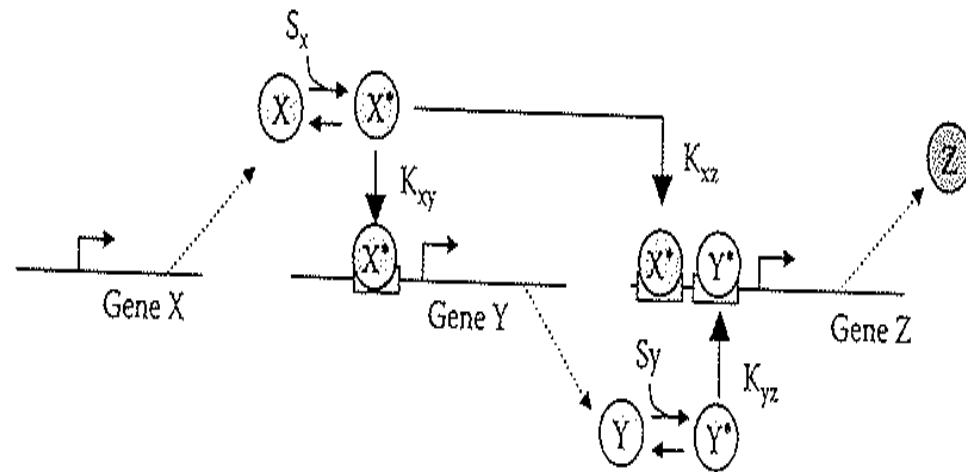 Sx
X X*
Kxy
Kxz
Z
X*
X* Y*
Gene X
Gene Y
Gene Z
Sy
Kyz
Y Y*